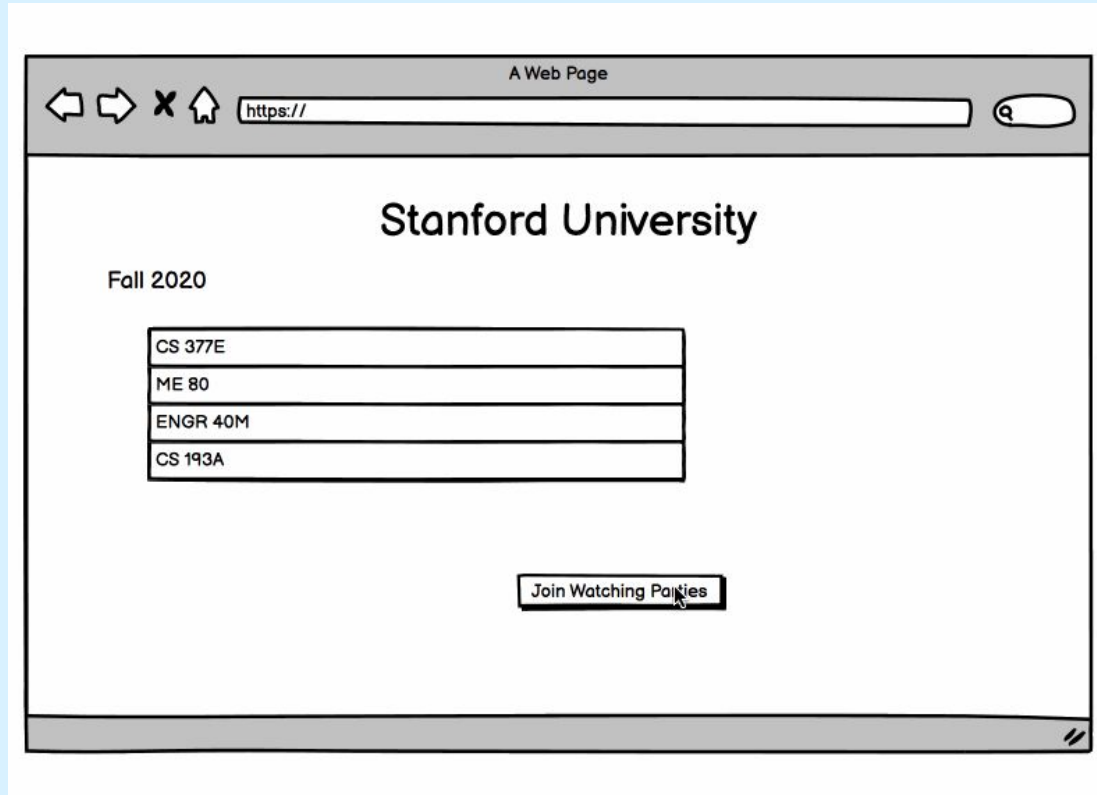 A Web Page
https://
Stanford University
Fall 2020
CS 377E
ME 80
ENGR 40M
CS 193A
Join Watching Parties